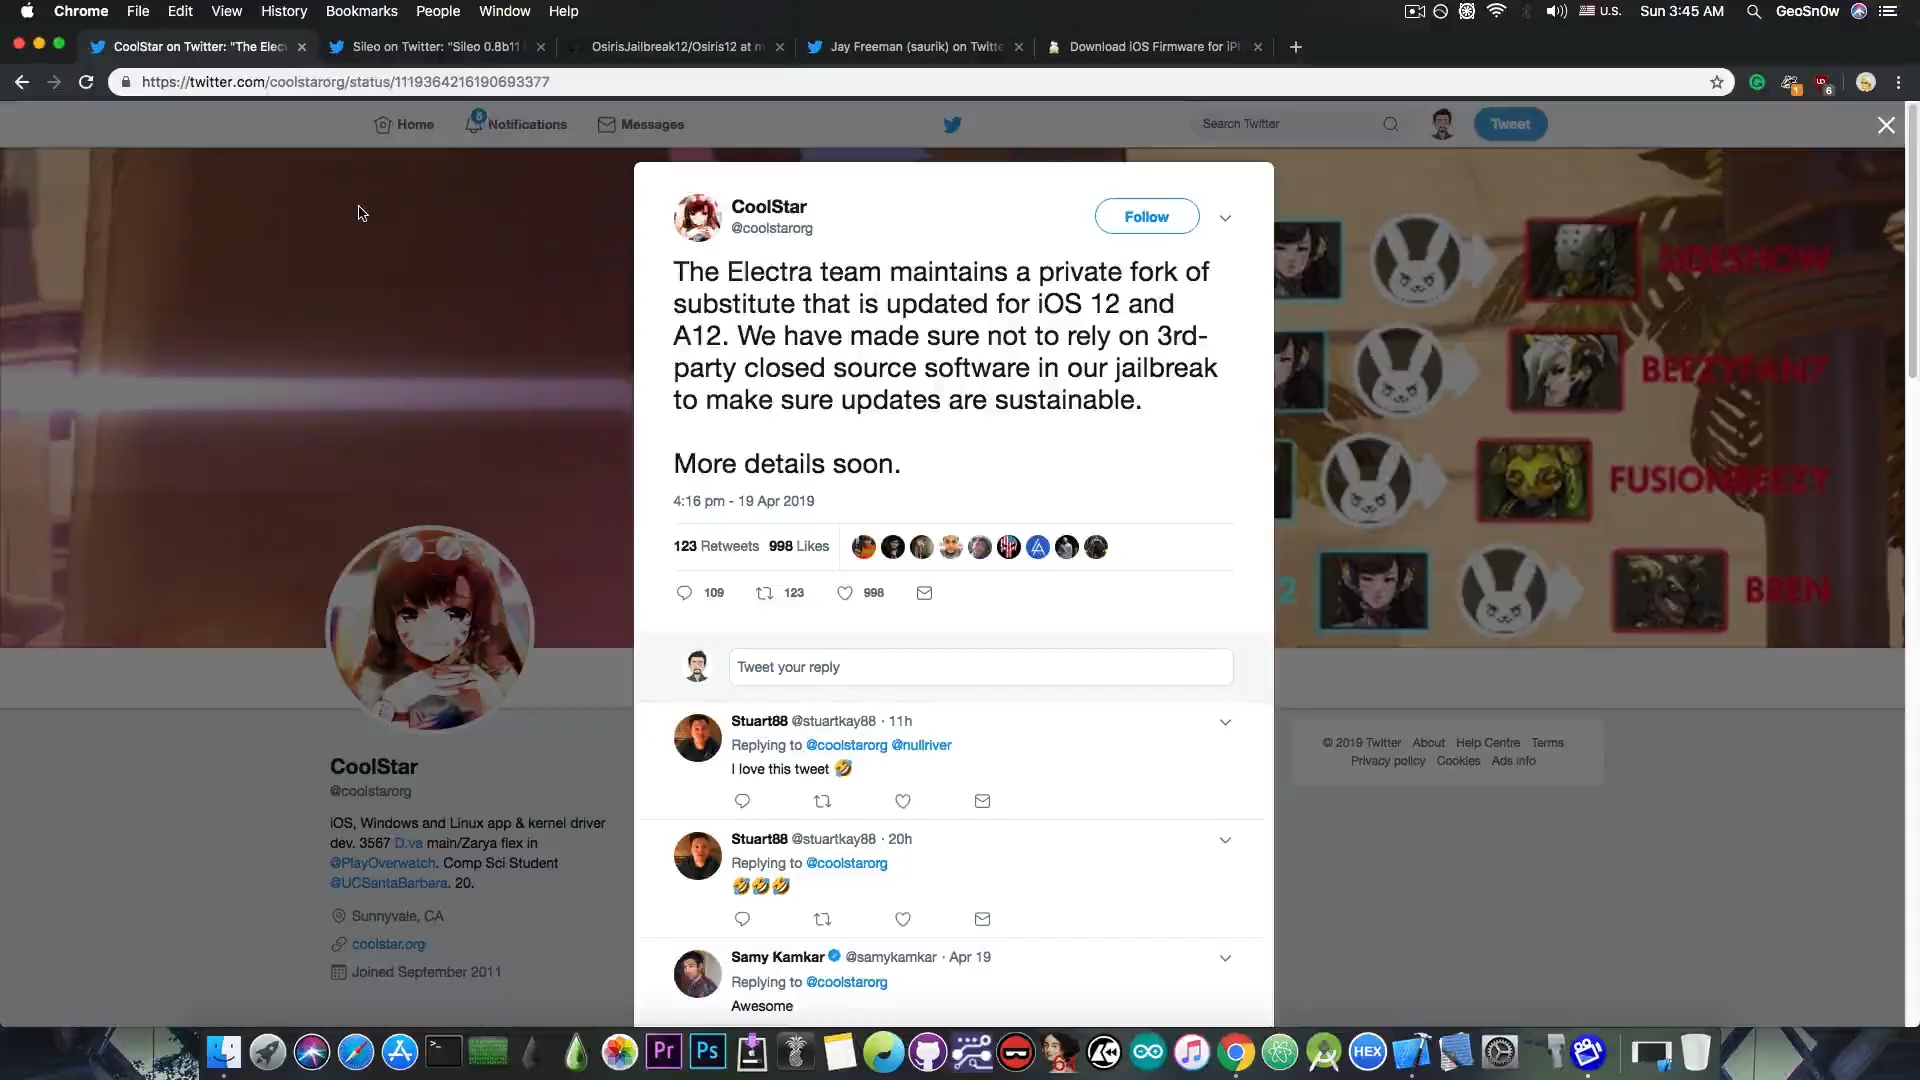 Chrome File Edit View History Bookmarks People Window Help
U.S. Sun 3:45 AM GeoSn0w
CoolStar on Twitter: "The Elec
Sileo on Twitter: "Sileo 0.8b11
OsirisJailbreak12/Osiris12 at m
Jay Freeman (saurik) on Twitte
Download iOS Firmware for iP
https://twitter.com/coolstarorg/status/1119364216190693377
1
6
Home
8
Notifications
Messages
Search Twitter
Tweet
CoolStar
@coolstarorg
Follow
The Electra team maintains a private fork of
substitute that is updated for iOS 12 and
A12. We have made sure not to rely on 3rd-
party closed source software in our jailbreak
to make sure updates are sustainable.
More details soon.
4:16 pm - 19 Apr 2019
123 Retweets 998 Likes
109 123 998
Tweet your reply
Stuart88 @stuartkay88 · 11h
Replying to @coolstarorg @nullriver
I love this tweet 🤣
Stuart88 @stuartkay88 · 20h
Replying to @coolstarorg
🤣🤣🤣
Samy Kamkar @samykamkar · Apr 19
Replying to @coolstarorg
Awesome
CoolStar
@coolstarorg
iOS, Windows and Linux app & kernel driver
dev. 3567 D.va main/Zarya flex in
@PlayOverwatch. Comp Sci Student
@UCSantaBarbara. 20.
Sunnyvale, CA
coolstar.org
Joined September 2011
SIDESHOW
BEEZYFAN7
FUSIONBEEZY
2
BREN
© 2019 Twitter About Help Centre Terms
Privacy policy Cookies Ads info
Pr
Ps
HEX